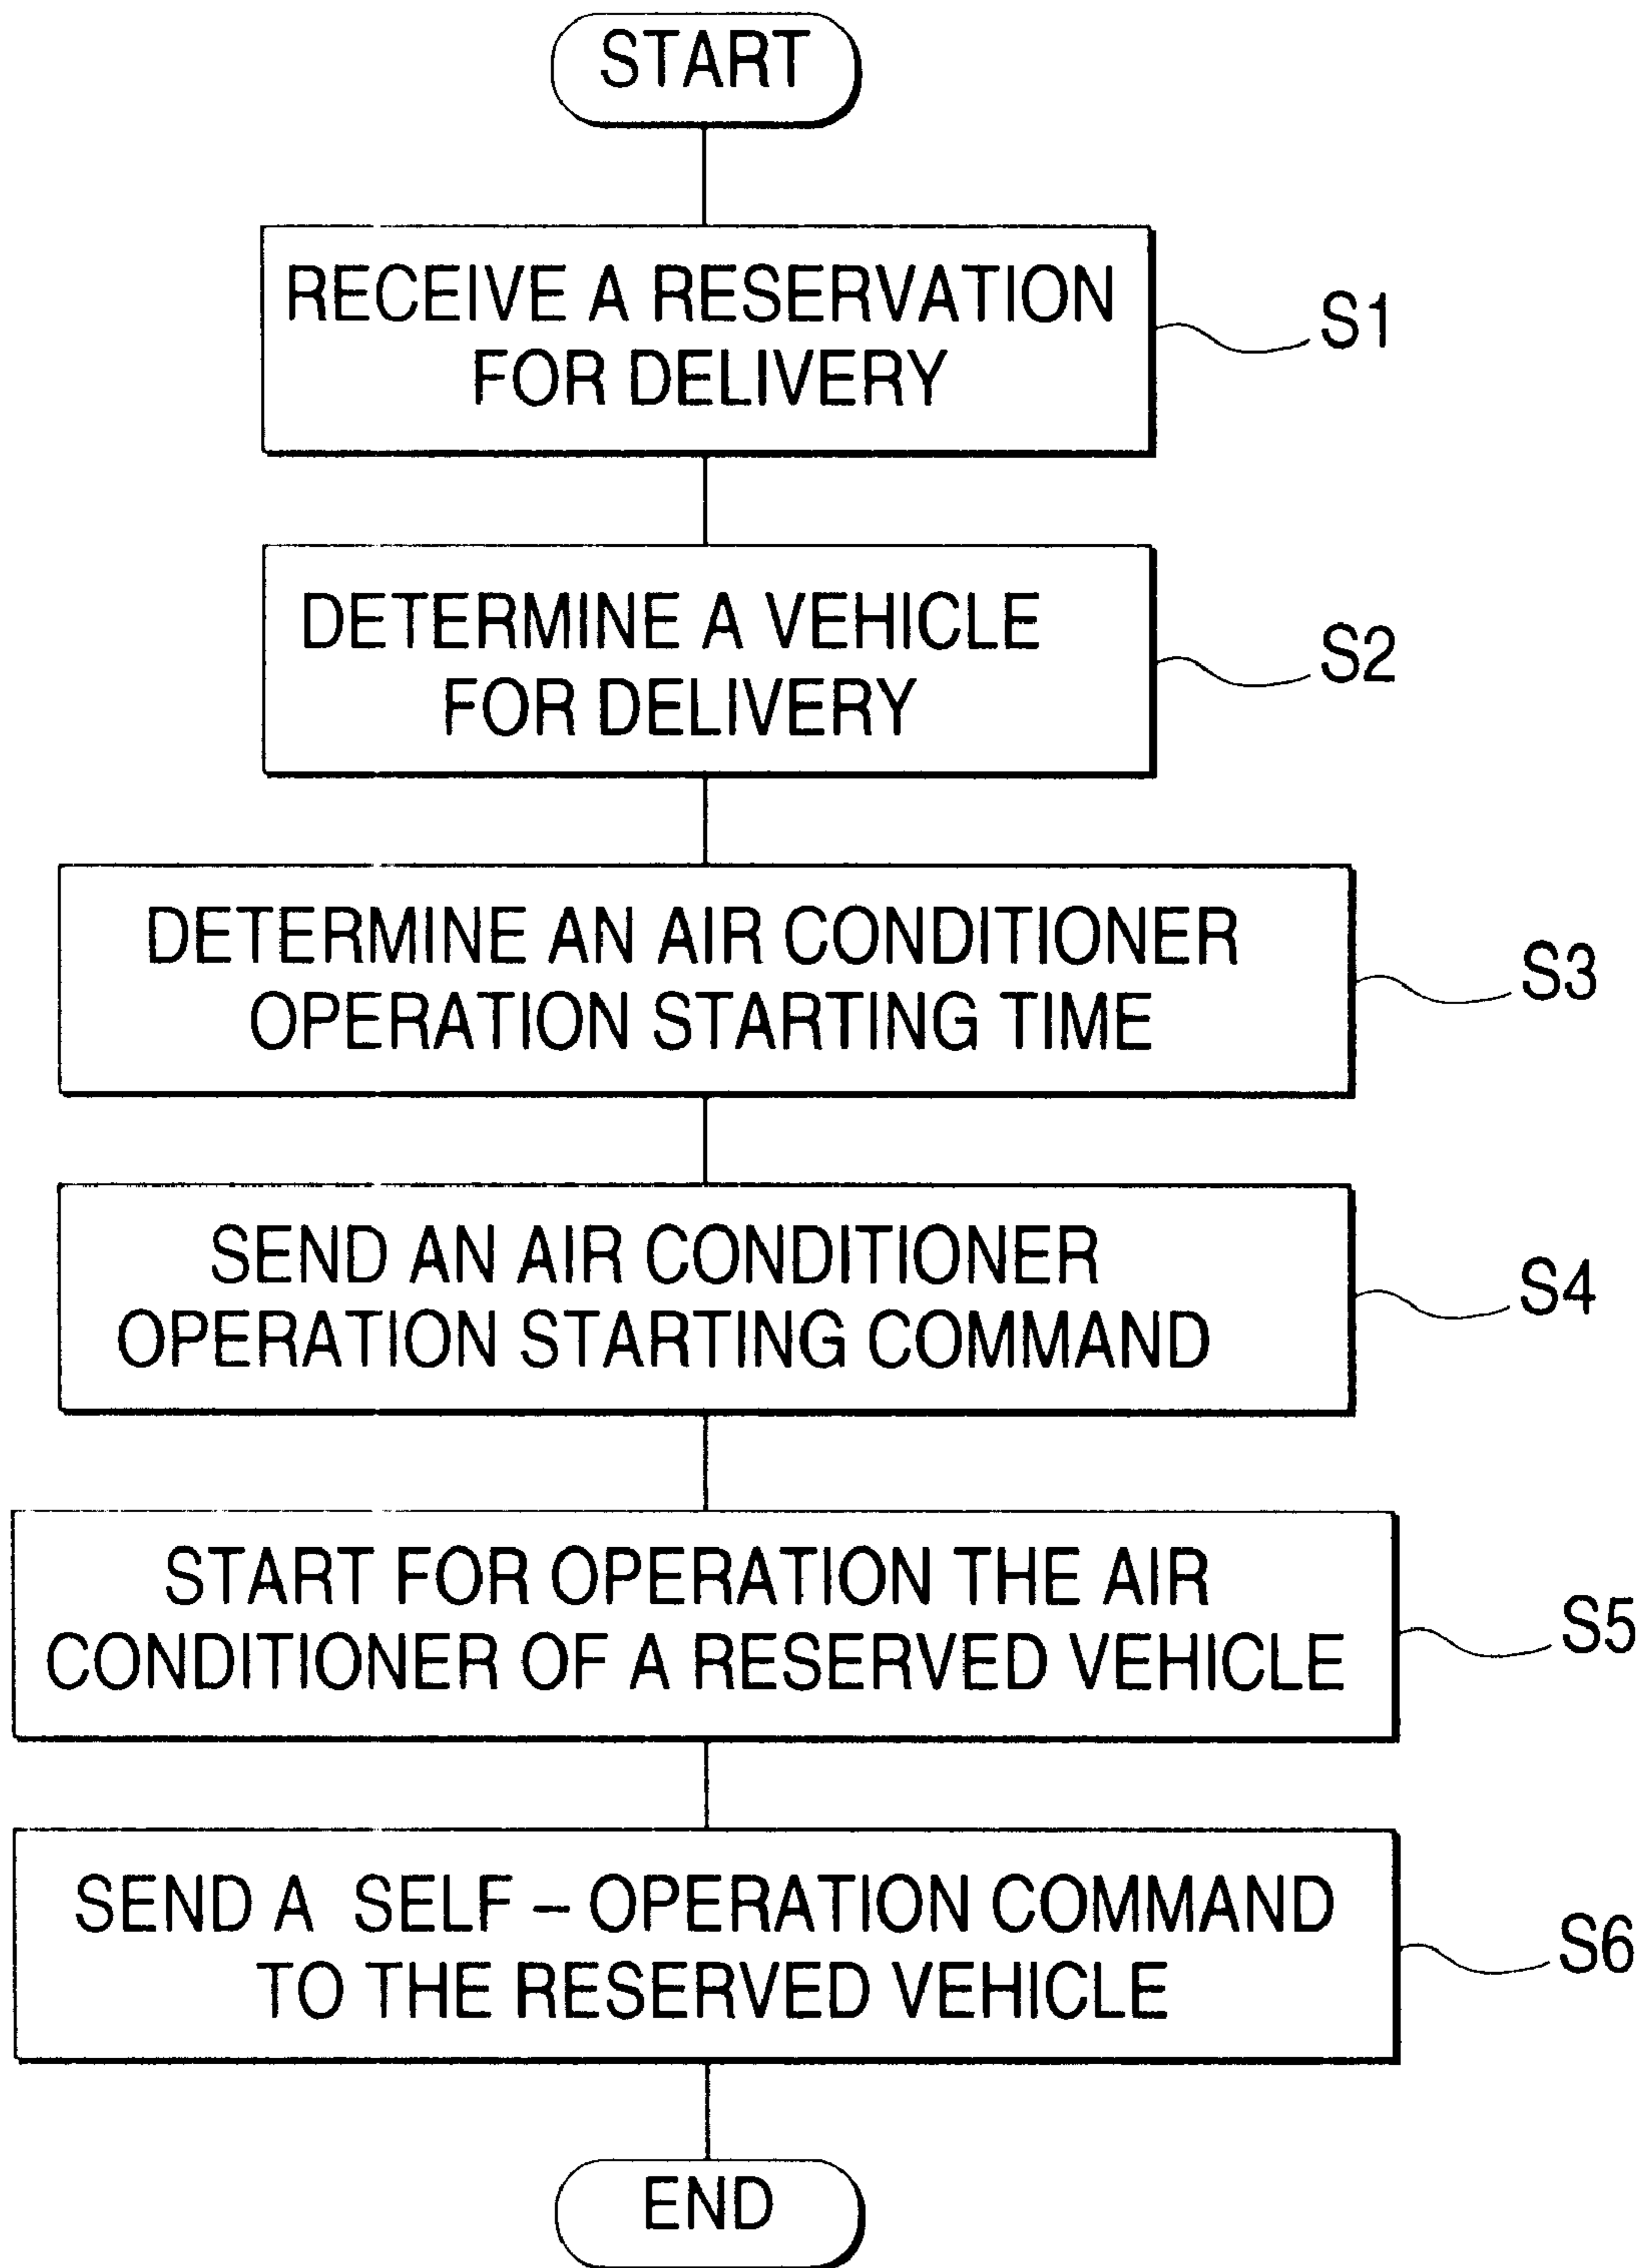 START
RECEIVE A RESERVATION
FOR DELIVERY
S1
DETERMINE A VEHICLE
FOR DELIVERY
S2
DETERMINE AN AIR CONDITIONER
OPERATION STARTING TIME
S3
SEND AN AIR CONDITIONER
OPERATION STARTING COMMAND
S4
START FOR OPERATION THE AIR
CONDITIONER OF A RESERVED VEHICLE
S5
SEND A SELF – OPERATION COMMAND
TO THE RESERVED VEHICLE
S6
END